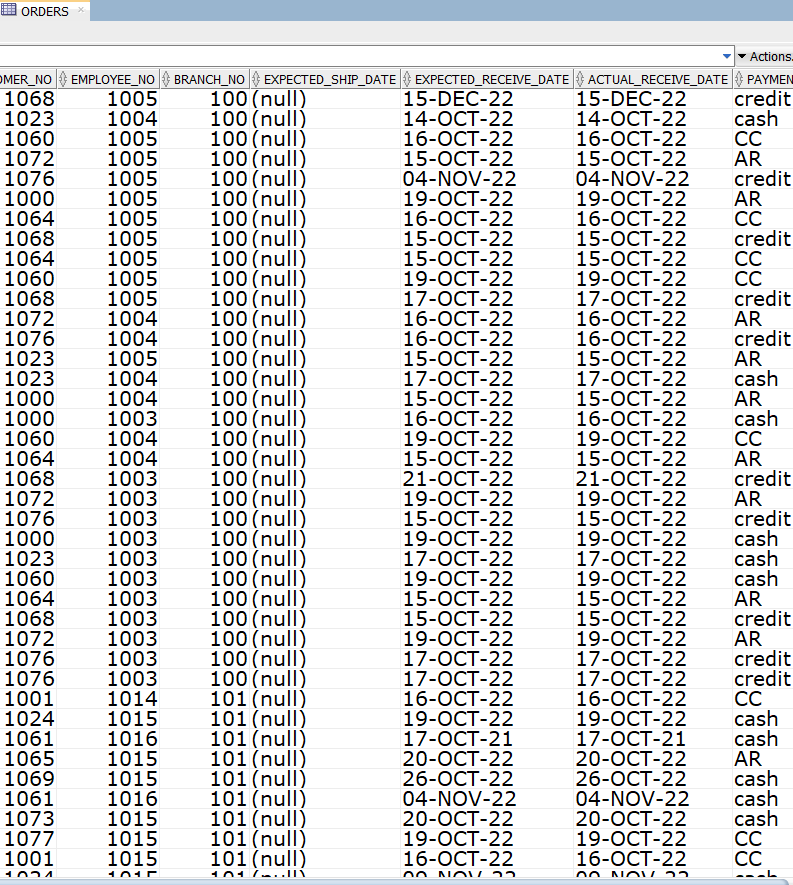 ORDERS
Actions.
OMER_NO EMPLOYEE_NO BRANCH_NO EXPECTED_SHIP_DATE EXPECTED_RECEIVE_DATE ACTUAL_RECEIVE_DATE PAYMEN
1068 1005 100 (null) 15-DEC-22 15-DEC-22 credit
1023 1004 100 (null) 14-OCT-22 14-OCT-22 cash
1060 1005 100 (null) 16-OCT-22 16-OCT-22 CC
1072 1005 100 (null) 15-OCT-22 15-OCT-22 AR
1076 1005 100 (null) 04-NOV-22 04-NOV-22 credit
1000 1005 100 (null) 19-OCT-22 19-OCT-22 AR
1064 1005 100 (null) 16-OCT-22 16-OCT-22 CC
1068 1005 100 (null) 15-OCT-22 15-OCT-22 credit
1064 1005 100 (null) 15-OCT-22 15-OCT-22 CC
1060 1005 100 (null) 19-OCT-22 19-OCT-22 CC
1068 1005 100 (null) 17-OCT-22 17-OCT-22 credit
1072 1004 100 (null) 16-OCT-22 16-OCT-22 AR
1076 1004 100 (null) 16-OCT-22 16-OCT-22 credit
1023 1005 100 (null) 15-OCT-22 15-OCT-22 AR
1023 1004 100 (null) 17-OCT-22 17-OCT-22 cash
1000 1004 100 (null) 15-OCT-22 15-OCT-22 AR
1000 1003 100 (null) 16-OCT-22 16-OCT-22 cash
1060 1004 100 (null) 19-OCT-22 19-OCT-22 CC
1064 1004 100 (null) 15-OCT-22 15-OCT-22 AR
1068 1003 100 (null) 21-OCT-22 21-OCT-22 credit
1072 1003 100 (null) 19-OCT-22 19-OCT-22 AR
1076 1003 100 (null) 15-OCT-22 15-OCT-22 credit
1000 1003 100 (null) 19-OCT-22 19-OCT-22 cash
1023 1003 100 (null) 17-OCT-22 17-OCT-22 cash
1060 1003 100 (null) 19-OCT-22 19-OCT-22 cash
1064 1003 100 (null) 15-OCT-22 15-OCT-22 AR
1068 1003 100 (null) 15-OCT-22 15-OCT-22 credit
1072 1003 100 (null) 19-OCT-22 19-OCT-22 AR
1076 1003 100 (null) 17-OCT-22 17-OCT-22 credit
1076 1003 100 (null) 17-OCT-22 17-OCT-22 credit
1001 1014 101 (null) 16-OCT-22 16-OCT-22 CC
1024 1015 101 (null) 19-OCT-22 19-OCT-22 cash
1061 1016 101 (null) 17-OCT-21 17-OCT-21 cash
1065 1015 101 (null) 20-OCT-22 20-OCT-22 AR
1069 1015 101 (null) 26-OCT-22 26-OCT-22 cash
1061 1016 101 (null) 04-NOV-22 04-NOV-22 cash
1073 1015 101 (null) 20-OCT-22 20-OCT-22 cash
1077 1015 101 (null) 19-OCT-22 19-OCT-22 CC
1001 1015 101 (null) 16-OCT-22 16-OCT-22 CC